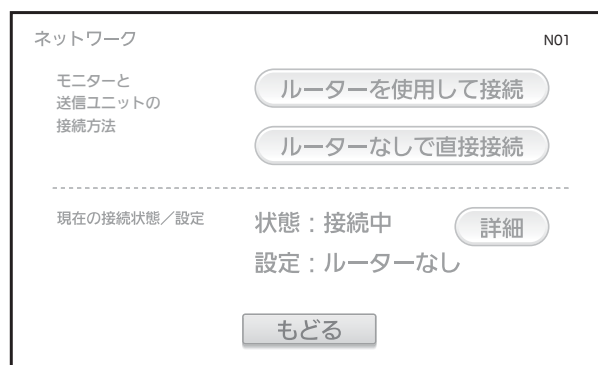 ネットワーク
N01
モニターと
送信ユニットの
接続方法
ルーターを使用して接続
ルーターなしで直接接続
現在の接続状態／設定
状態：接続中
詳細
設定：ルーターなし
もどる